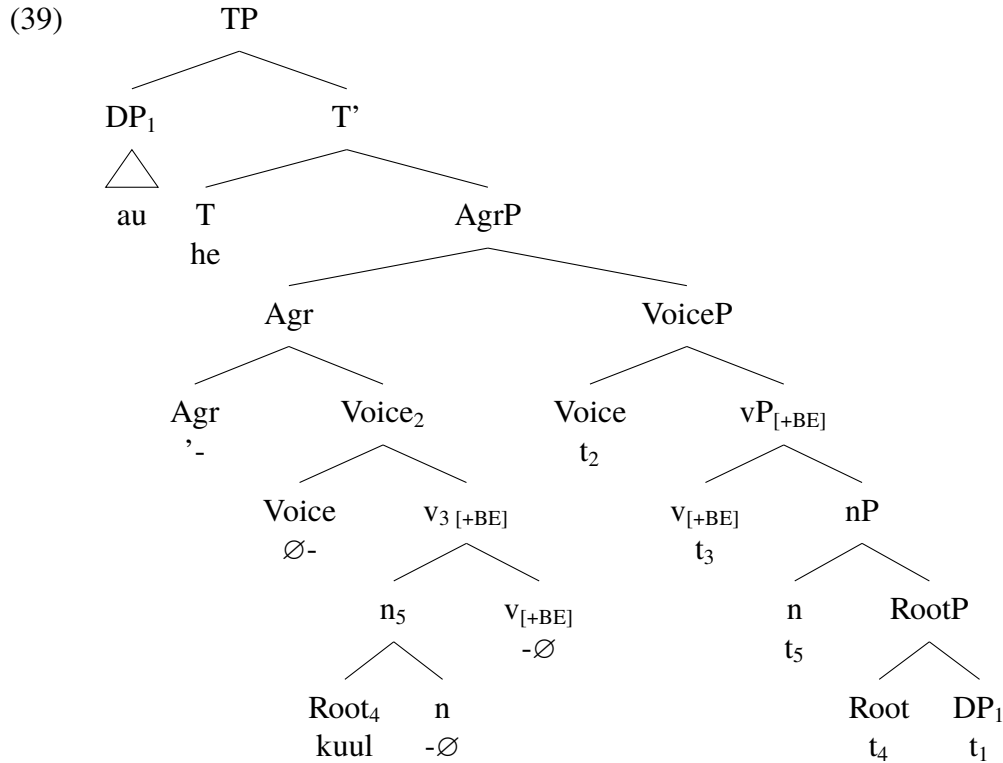 (39) TP
DP₁ T’
au T AgrP
he
Agr VoiceP
Agr Voice₂ Voice vP[+BE]
’- t₂
Voice v₃ [+BE] v[+BE] nP
∅- t₃
n₅ v[+BE] n RootP
-∅ t₅
Root₄ n Root DP₁
kuul -∅ t₄ t₁